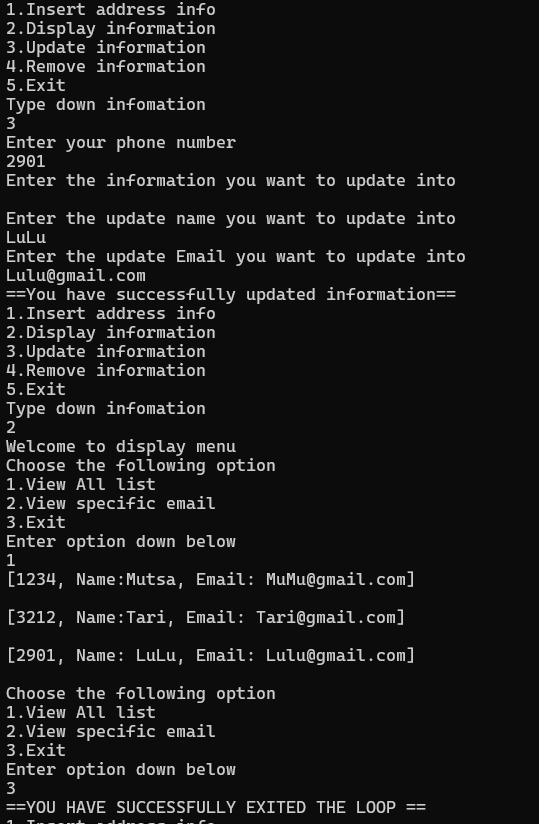 1.Insert address info
2.Display information
3.Update information
4.Remove information
5.Exit
Type down infomation
3
Enter your phone number
2901
Enter the information you want to update into
Enter the update name you want to update into
LuLu
Enter the update Email you want to update into
Lulu@gmail.com
==You have successfully updated information==
1.Insert address info
2.Display information
3.Update information
4.Remove information
5.Exit
Type down infomation
2
Welcome to display menu
Choose the following option
1.View All list
2.View specific email
3.Exit
Enter option down below
1
[1234, Name:Mutsa, Email: MuMu@gmail.com]
[3212, Name:Tari, Email: Tari@gmail.com]
[2901, Name: LuLu, Email: Lulu@gmail.com]
Choose the following option
1.View All list
2.View specific email
3.Exit
Enter option down below
3
==YOU HAVE SUCCESSFULLY EXITED THE LOOP ==
1.Insert address info